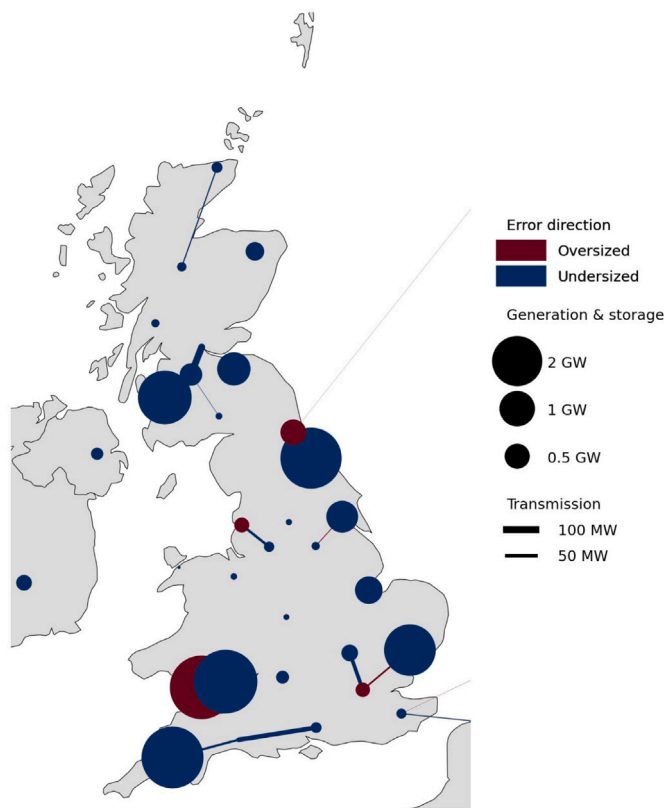 Error direction
Oversized
Undersized
Generation & storage
2 GW
1 GW
0.5 GW
Transmission
100 MW
50 MW